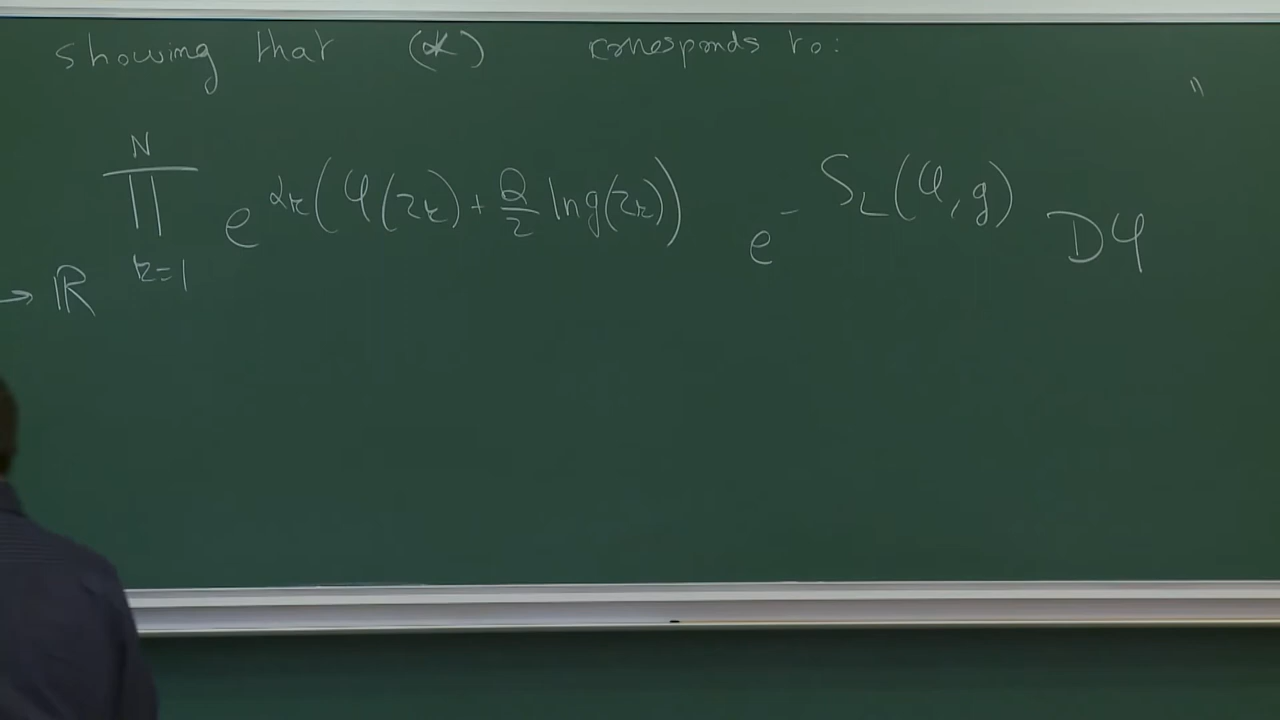 showing that (*) corresponds to:
"
∏_{k=1}^{N} e^{α_k(φ(z_k) + Q/2 ln g(z_k))} e^{-S_L(φ,g)} Dφ
→ ℝ